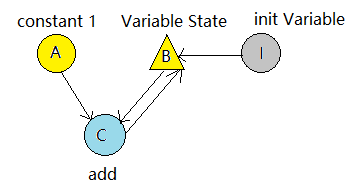 constant 1
Variable State
init Variable
A
B
I
C
add